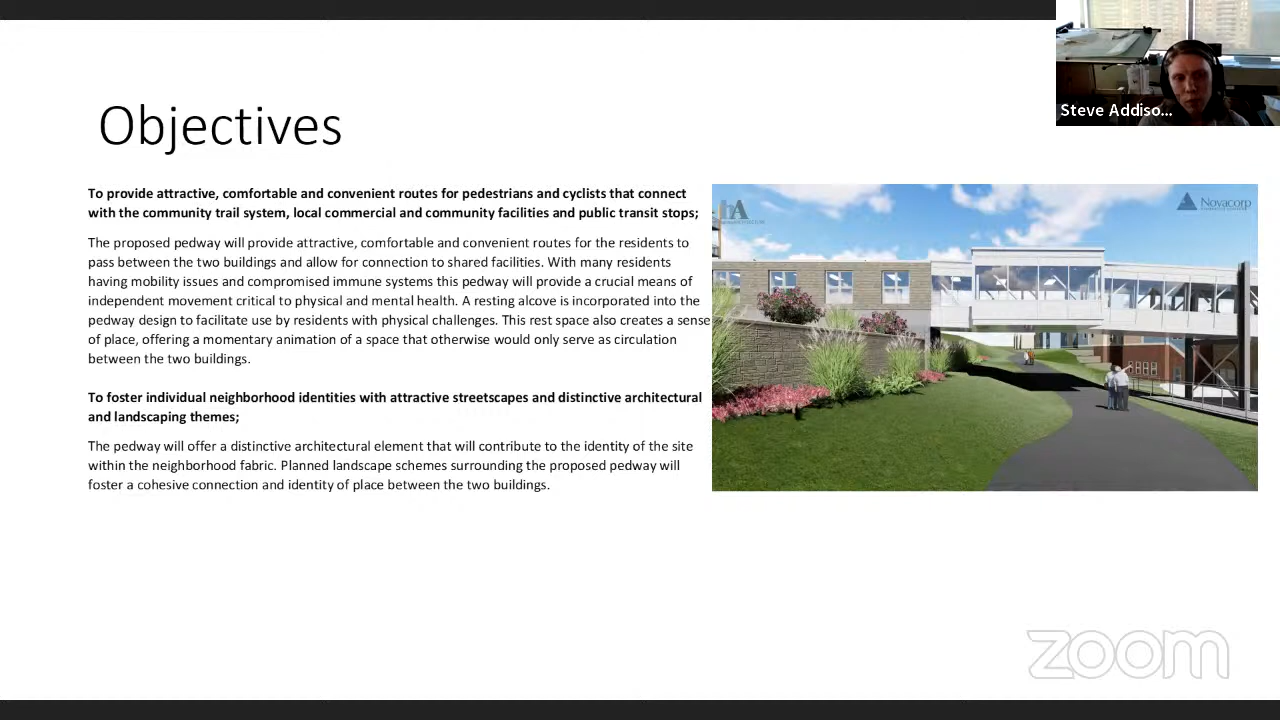 Steve Addiso...
Objectives
To provide attractive, comfortable and convenient routes for pedestrians and cyclists that connect
with the community trail system, local commercial and community facilities and public transit stops;
The proposed pedway will provide attractive, comfortable and convenient routes for the residents to
pass between the two buildings and allow for connection to shared facilities. With many residents
having mobility issues and compromised immune systems this pedway will provide a crucial means of
independent movement critical to physical and mental health. A resting alcove is incorporated into the
pedway design to facilitate use by residents with physical challenges. This rest space also creates a sense
of place, offering a momentary animation of a space that otherwise would only serve as circulation
between the two buildings.
To foster individual neighborhood identities with attractive streetscapes and distinctive architectural
and landscaping themes;
The pedway will offer a distinctive architectural element that will contribute to the identity of the site
within the neighborhood fabric. Planned landscape schemes surrounding the proposed pedway will
foster a cohesive connection and identity of place between the two buildings.
Novacorp
zoom